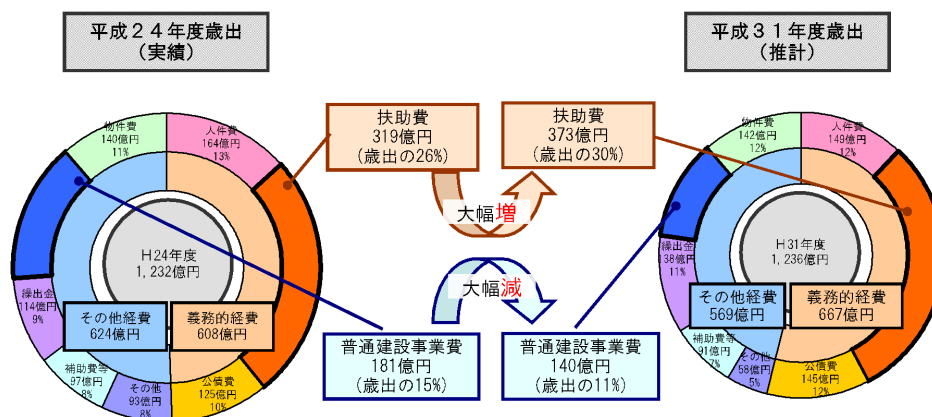 平成２４年度歳出
（実績）
平成３１年度歳出
（推計）
物件費
140億円
11%
人件費
164億円
13%
扶助費
319億円
(歳出の26%)
扶助費
373億円
(歳出の30%)
物件費
142億円
12%
人件費
149億円
12%
大幅増
H24年度
1,232億円
H31年度
1,236億円
繰出金
114億円
9%
大幅減
繰出金
138億円
11%
その他経費
624億円
義務的経費
608億円
その他経費
569億円
義務的経費
667億円
普通建設事業費
181億円
(歳出の15%)
普通建設事業費
140億円
(歳出の11%)
補助費等
97億円
8%
その他
93億円
8%
公債費
125億円
10%
補助費等
91億円
7%
その他
58億円
5%
公債費
145億円
12%